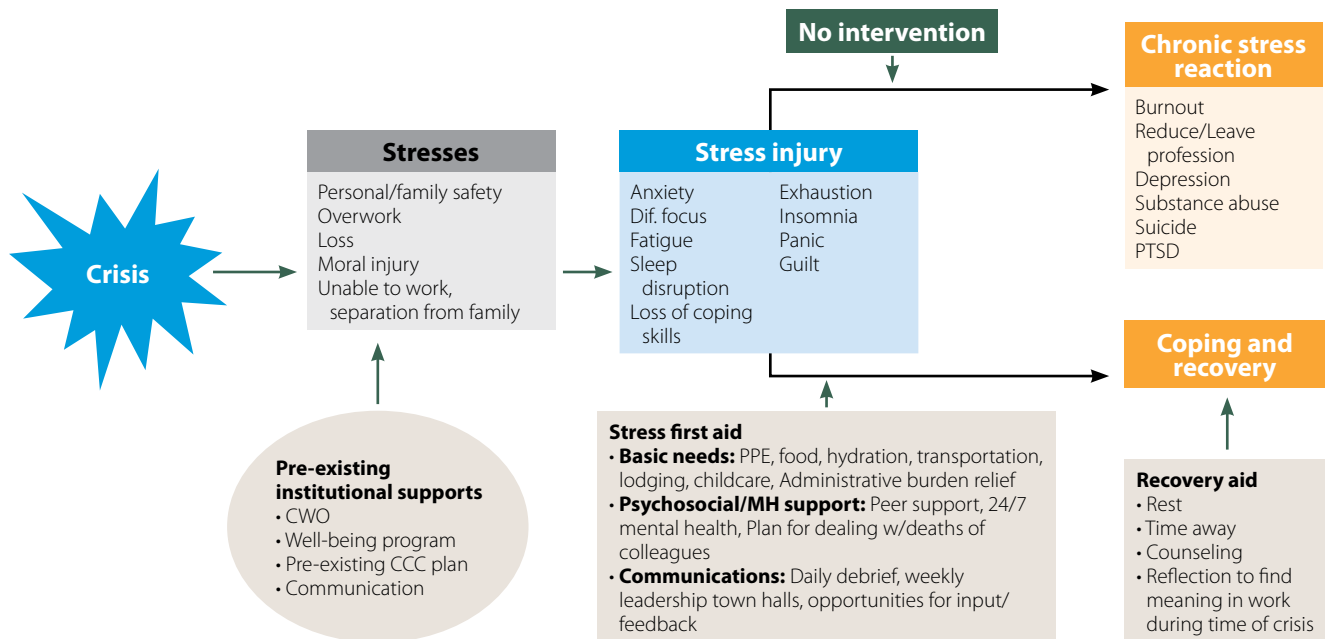 No intervention
Chronic stress
reaction
Burnout
Reduce/Leave
profession
Depression
Substance abuse
Suicide
PTSD
Stresses
Personal/family safety
Overwork
Loss
Moral injury
Unable to work,
separation from family
Stress injury
Anxiety
Dif. focus
Fatigue
Sleep
disruption
Loss of coping
skills
Exhaustion
Insomnia
Panic
Guilt
Crisis
Coping and
recovery
Pre-existing
institutional supports
• CWO
• Well-being program
• Pre-existing CCC plan
• Communication
Stress first aid
• Basic needs: PPE, food, hydration, transportation,
lodging, childcare, Administrative burden relief
• Psychosocial/MH support: Peer support, 24/7
mental health, Plan for dealing w/deaths of
colleagues
• Communications: Daily debrief, weekly
leadership town halls, opportunities for input/
feedback
Recovery aid
• Rest
• Time away
• Counseling
• Reflection to find
meaning in work
during time of crisis